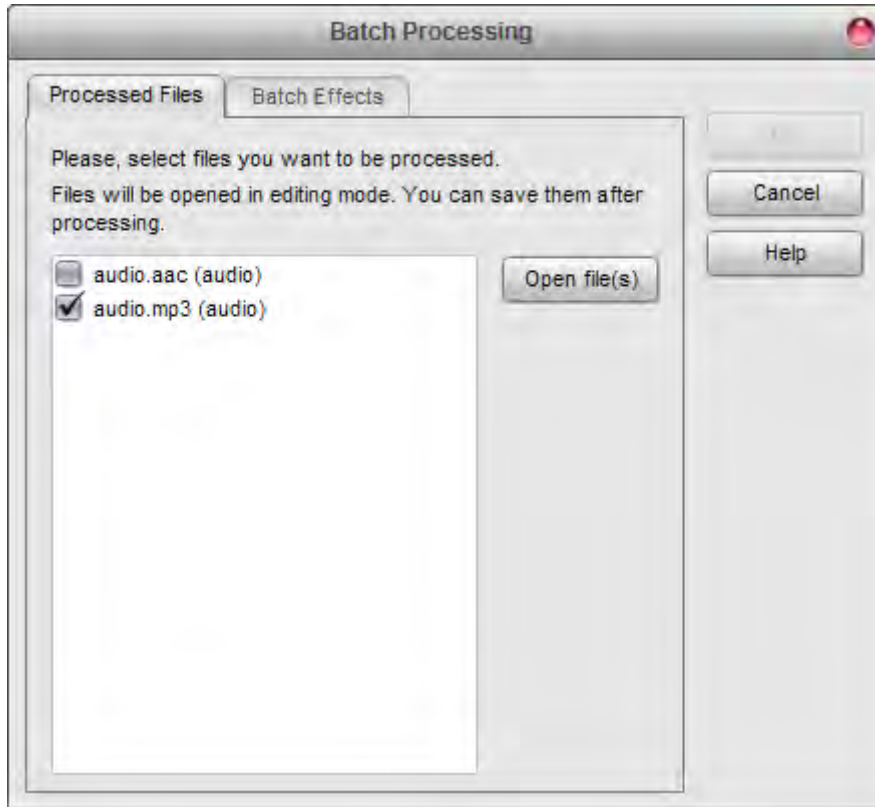 Batch Processing
Processed Files
Batch Effects
Please, select files you want to be processed.
Files will be opened in editing mode. You can save them after
processing.
audio.aac (audio)
audio.mp3 (audio)
Open file(s)
Cancel
Help